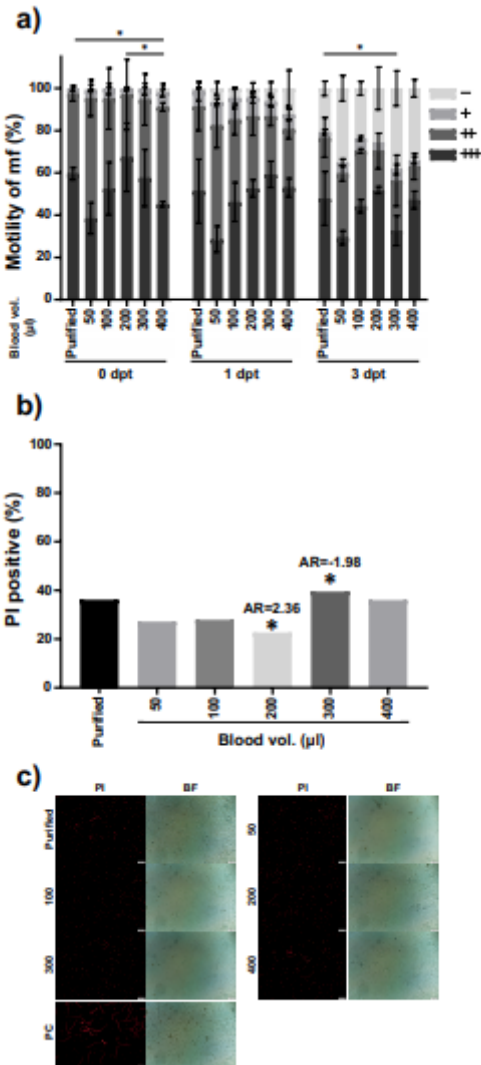 a)
*
*
*
Motility of mf (%)
100
80
60
40
20
0
−
+
++
+++
Blood vol.
(µl)
Purified
50
100
200
300
400
Purified
50
100
200
300
400
Purified
50
100
200
300
400
0 dpt
1 dpt
3 dpt
b)
PI positive (%)
100
80
60
40
20
0
AR=2.36
*
AR=-1.98
*
Purified
50
100
200
300
400
Blood vol. (µl)
c)
PI
BF
PI
BF
Purified
50
100
200
300
400
PC